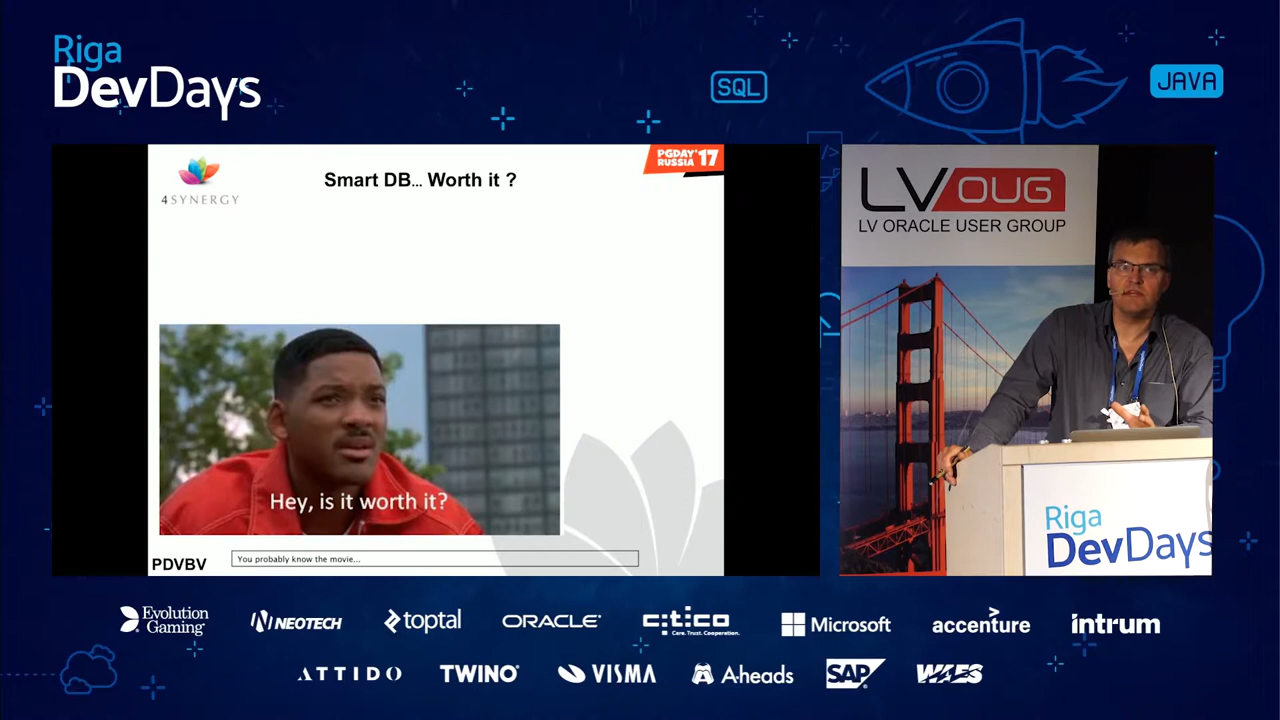 Riga
DevDays
SQL
JAVA
</>
4SYNERGY
Smart DB... Worth it ?
PGDAY'17
RUSSIA
Hey, is it worth it?
PDVBV
You probably know the movie...
LV OUG
LV ORACLE USER GROUP
Riga
DevDays
Evolution
Gaming
NEOTECH
toptal
ORACLE
citco
Care. Trust. Cooperation.
Microsoft
accenture
intrum
ATTIDO
TWINO
VISMA
A-heads
SAP
WAES